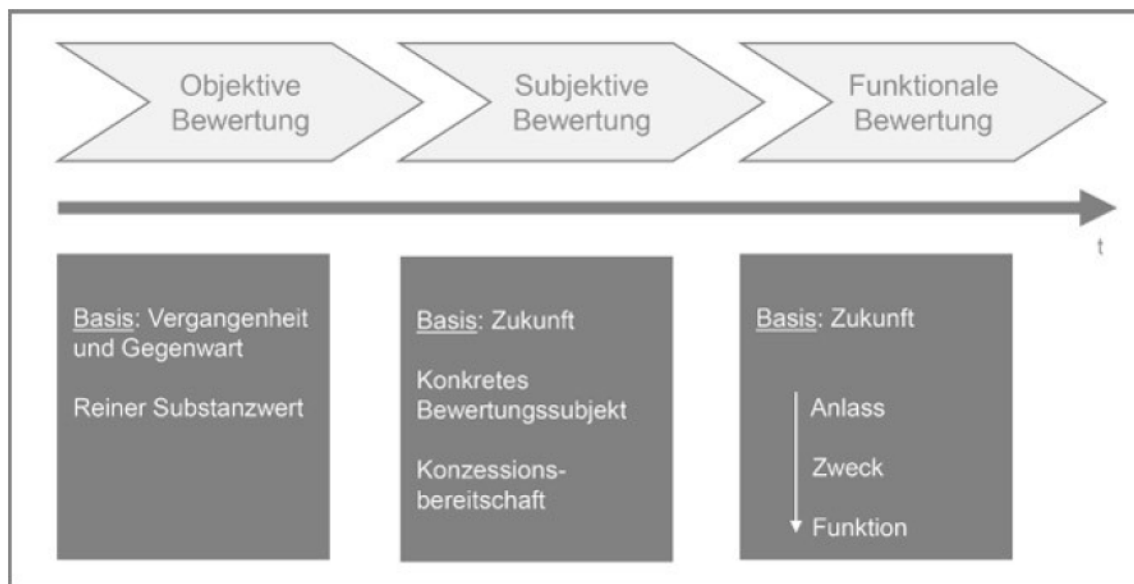 Objektive
Bewertung
Subjektive
Bewertung
Funktionale
Bewertung
t
Basis: Vergangenheit
und Gegenwart
Reiner Substanzwert
Basis: Zukunft
Konkretes
Bewertungssubjekt
Konzessions-
bereitschaft
Basis: Zukunft
Anlass
Zweck
Funktion